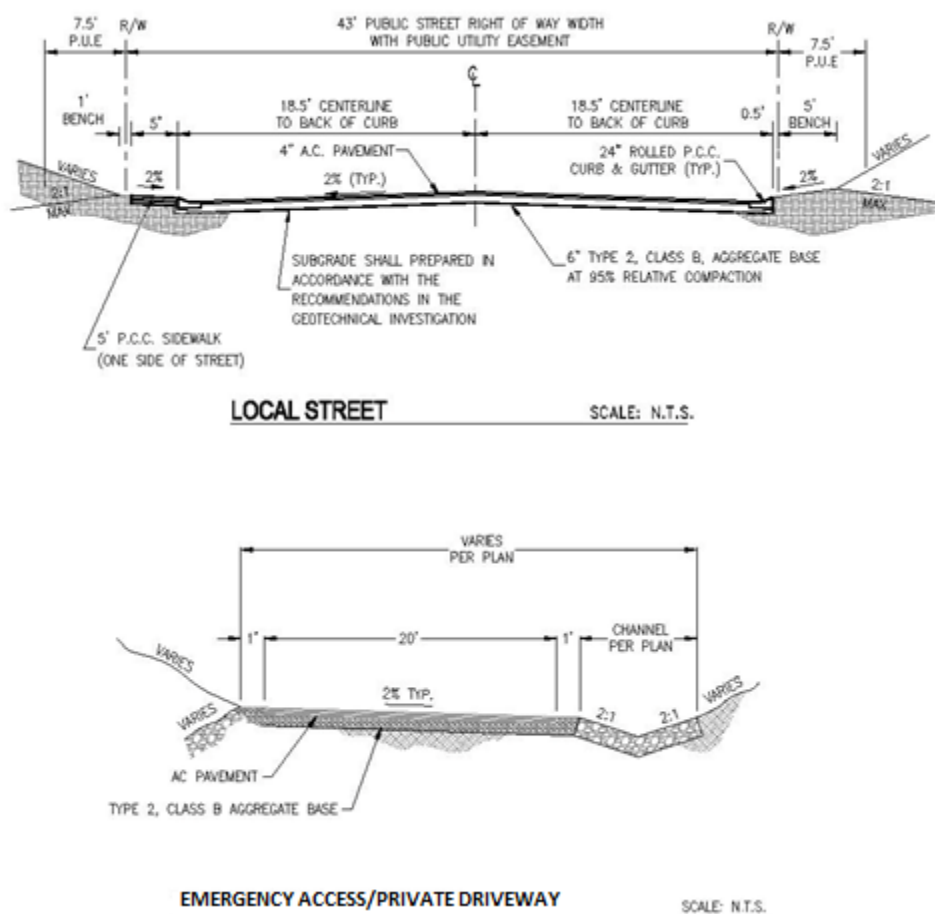 43' PUBLIC STREET RIGHT OF WAY WIDTH
WITH PUBLIC UTILITY EASEMENT
7.5'
P.U.E
R/W
R/W
7.5'
P.U.E
℄
1'
BENCH
5"
18.5' CENTERLINE
TO BACK OF CURB
18.5' CENTERLINE
TO BACK OF CURB
0.5'
5'
BENCH
4" A.C. PAVEMENT
24" ROLLED P.C.C.
CURB & GUTTER (TYP.)
VARIES
2:1
MAX
2%
2% (TYP.)
2%
VARIES
2:1
MAX
SUBGRADE SHALL PREPARED IN
ACCORDANCE WITH THE
RECOMMENDATIONS IN THE
GEOTECHNICAL INVESTIGATION
6" TYPE 2, CLASS B, AGGREGATE BASE
AT 95% RELATIVE COMPACTION
5' P.C.C. SIDEWALK
(ONE SIDE OF STREET)
LOCAL STREET
SCALE: N.T.S.
VARIES
PER PLAN
1"
20'
1'
CHANNEL
PER PLAN
VARIES
VARIES
2% TYP.
2:1
2:1
VARIES
AC PAVEMENT
TYPE 2, CLASS B AGGREGATE BASE
EMERGENCY ACCESS/PRIVATE DRIVEWAY
SCALE: N.T.S.